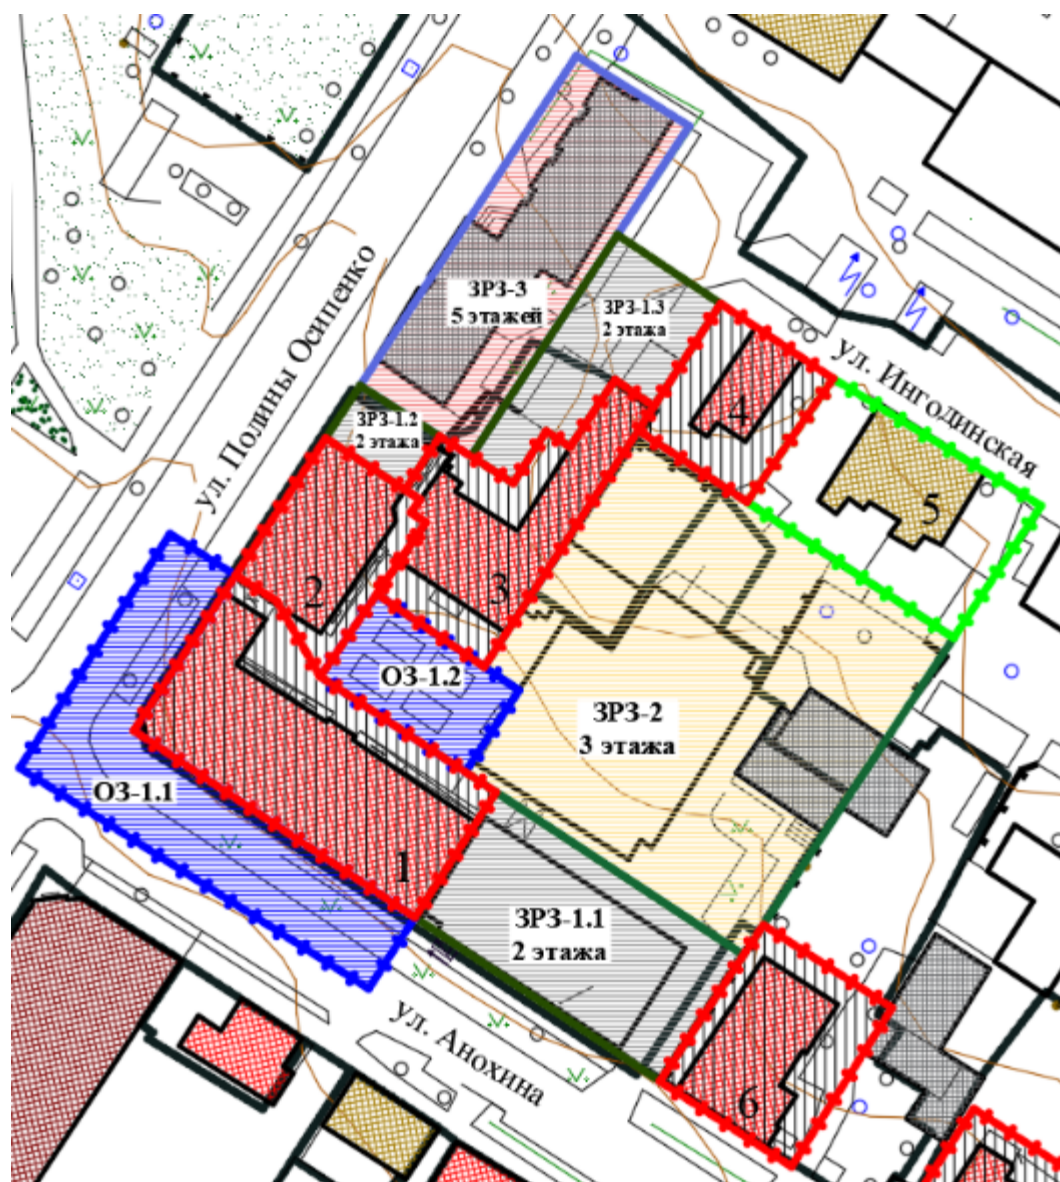 ЗРЗ-3
5 этажей
ЗРЗ-1.3
2 этажа
ул. Ингодинская
ул. Полины Осипенко
4
ЗРЗ-1.2
2 этажа
5
2
3
ОЗ-1.2
ЗРЗ-2
3 этажа
ОЗ-1.1
1
ЗРЗ-1.1
2 этажа
ул. Анохина
6